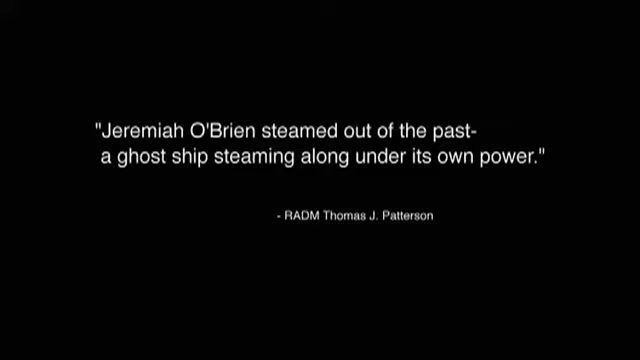 "Jeremiah O'Brien steamed out of the past-
a ghost ship steaming along under its own power."
- RADM Thomas J. Patterson